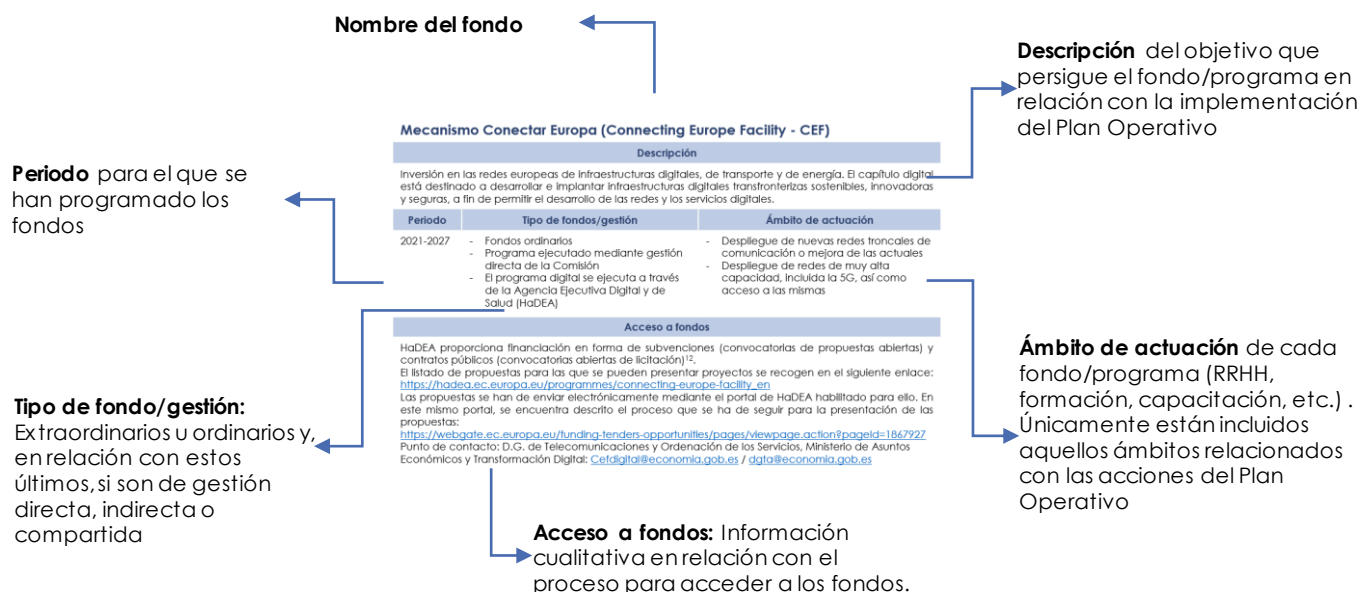 Nombre del fondo
Descripción del objetivo que
persigue el fondo/programa en
relación con la implementación
del Plan Operativo
Periodo para el que se
han programado los
fondos
Mecanismo Conectar Europa (Connecting Europe Facility - CEF)
Descripción
Inversión en las redes europeas de infraestructuras digitales, de transporte y de energía. El capítulo digital
está destinado a desarrollar e implantar infraestructuras digitales transfronterizas sostenibles, innovadoras
y seguras, a fin de permitir el desarrollo de las redes y los servicios digitales.
Periodo Tipo de fondos/gestión Ámbito de actuación
2021-2027
- Fondos ordinarios
- Programa ejecutado mediante gestión
directa de la Comisión
- El programa digital se ejecuta a través
de la Agencia Ejecutiva Digital y de
Salud (HaDEA)
- Despliegue de nuevas redes troncales de
comunicación o mejora de las actuales
- Despliegue de redes de muy alta
capacidad, incluida la 5G, así como
acceso a las mismas
Acceso a fondos
HaDEA proporciona financiación en forma de subvenciones (convocatorias de propuestas abiertas) y
contratos públicos (convocatorias abiertas de licitación)¹².
El listado de propuestas para las que se pueden presentar proyectos se recogen en el siguiente enlace:
https://hadea.ec.europa.eu/programmes/connecting-europe-facility_en
Las propuestas se han de enviar electrónicamente mediante el portal de HaDEA habilitado para ello. En
este mismo portal, se encuentra descrito el proceso que se ha de seguir para la presentación de las
propuestas:
https://webgate.ec.europa.eu/funding-tenders-opportunities/pages/viewpage.action?pageId=1867927
Punto de contacto: D.G. de Telecomunicaciones y Ordenación de los Servicios, Ministerio de Asuntos
Económicos y Transformación Digital: Cefdigital@economia.gob.es / dgta@economia.gob.es
Tipo de fondo/gestión:
Extraordinarios u ordinarios y,
en relación con estos
últimos, si son de gestión
directa, indirecta o
compartida
Ámbito de actuación de cada
fondo/programa (RRHH,
formación, capacitación, etc.) .
Únicamente están incluidos
aquellos ámbitos relacionados
con las acciones del Plan
Operativo
Acceso a fondos: Información
cualitativa en relación con el
proceso para acceder a los fondos.